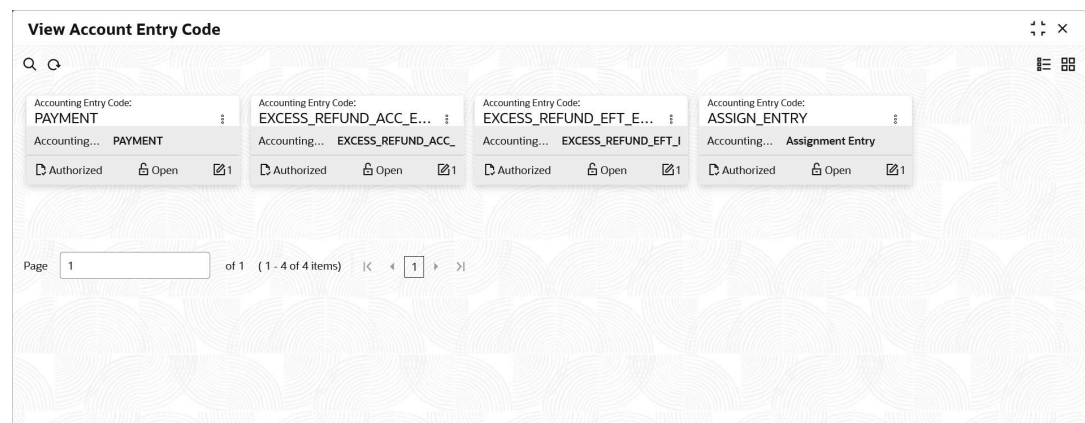 View Account Entry Code
Accounting Entry Code:
PAYMENT
Accounting... PAYMENT
Authorized Open 1
Accounting Entry Code:
EXCESS_REFUND_ACC_E...
Accounting... EXCESS_REFUND_ACC_
Authorized Open 1
Accounting Entry Code:
EXCESS_REFUND_EFT_E...
Accounting... EXCESS_REFUND_EFT_I
Authorized Open 1
Accounting Entry Code:
ASSIGN_ENTRY
Accounting... Assignment Entry
Authorized Open 1
Page 1 of 1 (1 - 4 of 4 items) 1